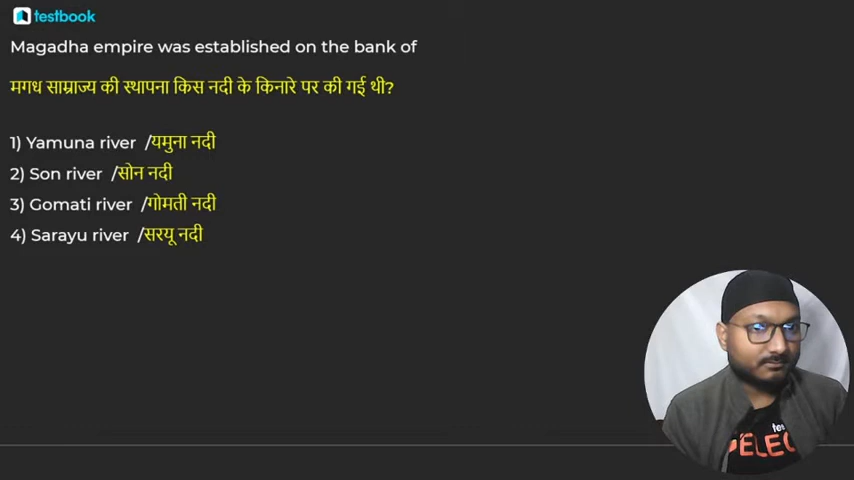 testbook
Magadha empire was established on the bank of
मगध साम्राज्य की स्थापना किस नदी के किनारे पर की गई थी?
1) Yamuna river /यमुना नदी
2) Son river /सोन नदी
3) Gomati river /गोमती नदी
4) Sarayu river /सरयू नदी